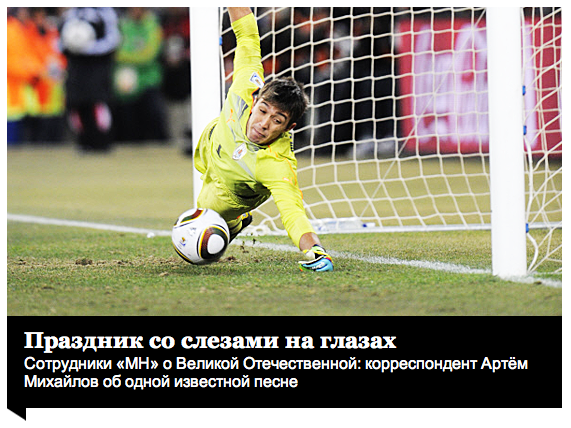 Праздник со слезами на глазах
Сотрудники «МН» о Великой Отечественной: корреспондент Артём
Михайлов об одной известной песне